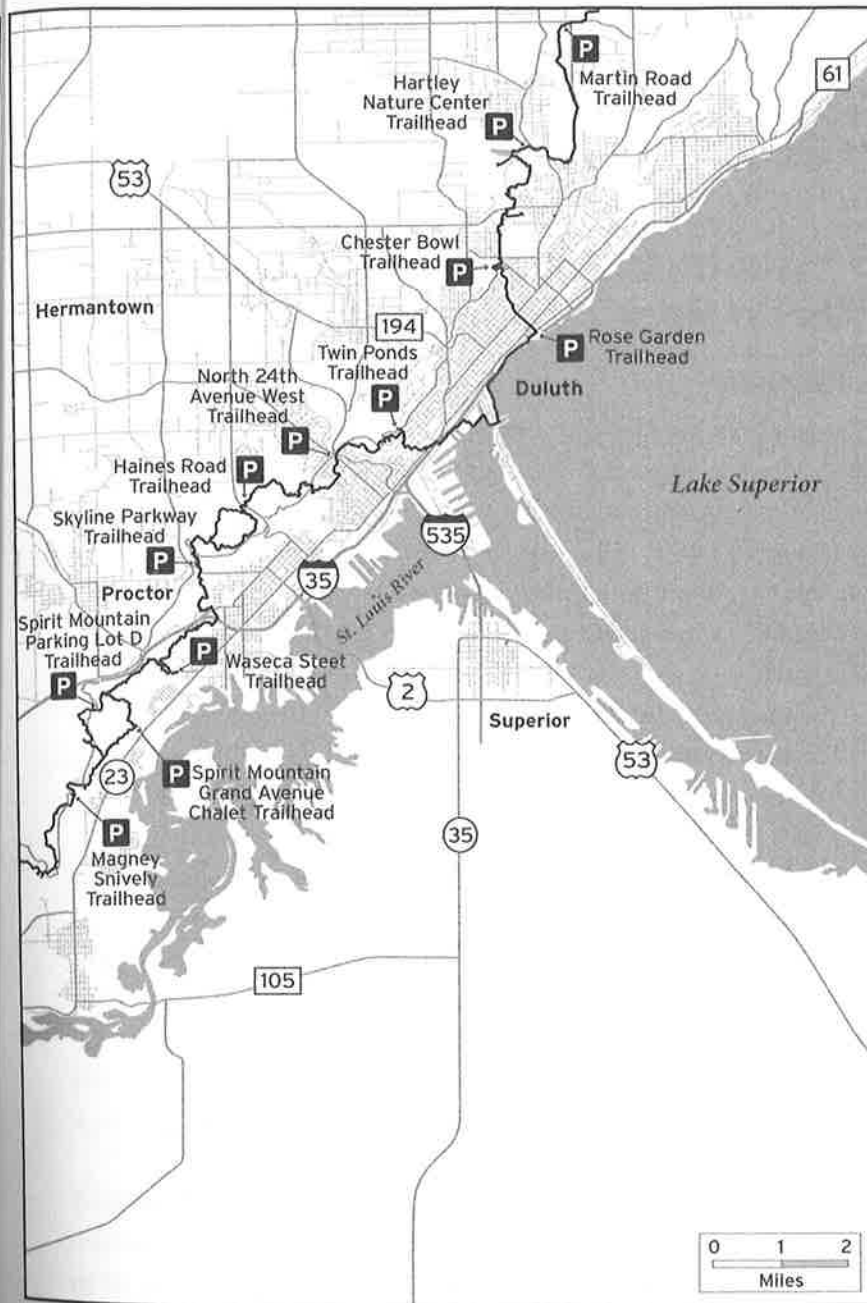 P
Martin Road
Trailhead
61
Hartley
Nature Center
Trailhead
P
53
Chester Bowl
Trailhead
P
Hermantown
194
Rose Garden
Trailhead
P
Twin Ponds
Trailhead
P
Duluth
North 24th
Avenue West
Trailhead
P
Haines Road
Trailhead
P
Lake Superior
Skyline Parkway
Trailhead
P
535
35
St. Louis River
Proctor
Spirit Mountain
Parking Lot D
Trailhead
P
P
Waseca Steet
Trailhead
2
Superior
53
23
P
Spirit Mountain
Grand Avenue
Chalet Trailhead
35
P
Magney
Snively
Trailhead
105
0 1 2
Miles